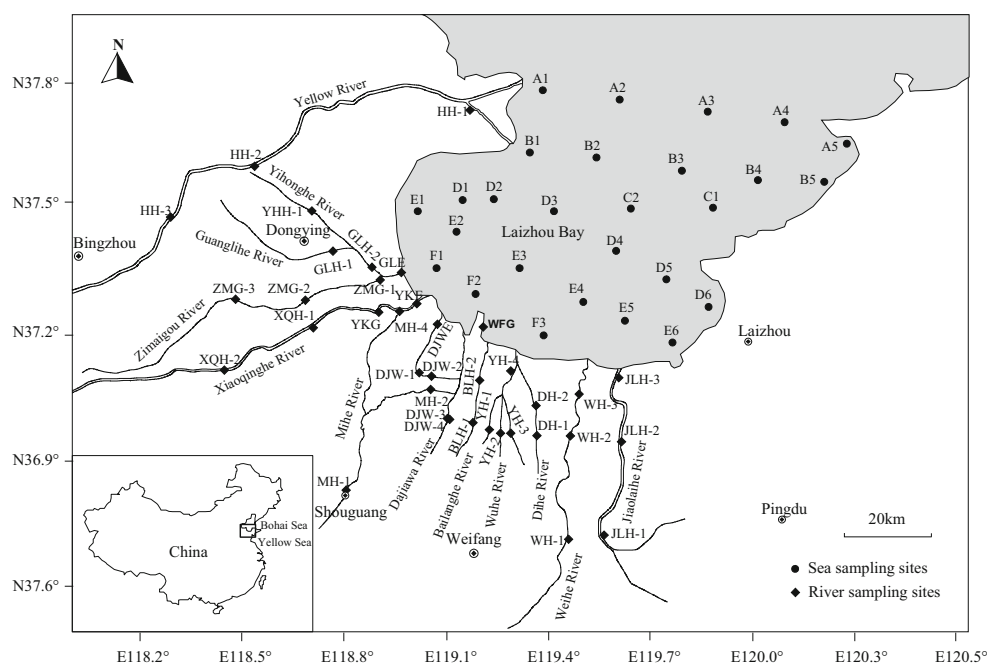 N
N37.8°
N37.5°
N37.2°
N36.9°
N37.6°
E118.2°
E118.5°
E118.8°
E119.1°
E119.4°
E119.7°
E120.0°
E120.3°
E120.5°
Yellow River
HH-1
HH-2
HH-3
Yihonghe River
YHH-1
Dongying
Bingzhou
Guanglihe River
GLH-1
GLH-2
GLE
ZMG-1
ZMG-2
ZMG-3
Zimaigou River
XQH-1
XQH-2
Xiaoqinghe River
YKG
YKE
MH-4
Mihe River
DJWE
DJW-1
DJW-2
MH-2
DJW-3
DJW-4
MH-1
Shouguang
Dajiawa River
BLH-2
BLH-1
Bailanghe River
WFG
YH-4
YH-1
YH-2
YH-3
Wuhe River
DH-2
DH-1
Dihe River
WH-3
WH-2
WH-1
Weihe River
JLH-3
JLH-2
JLH-1
Jiaolaihe River
Weifang
Laizhou
Pingdu
A1
A2
A3
A4
A5
B1
B2
B3
B4
B5
E1
D1
D2
D3
C2
C1
E2
Laizhou Bay
D4
F1
E3
D5
F2
E4
D6
E5
F3
E6
20km
Sea sampling sites
River sampling sites
China
Bohai Sea
Yellow Sea